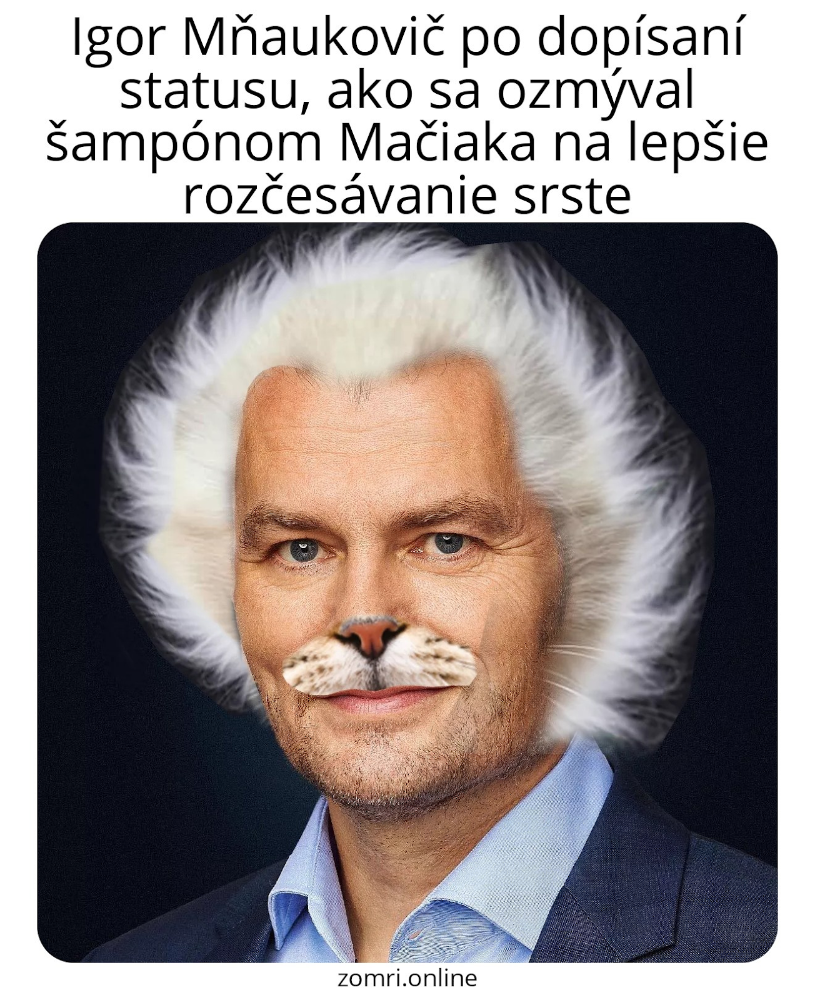 Igor Mňaukovič po dopísaní
statusu, ako sa ozmýval
šampónom Mačiaka na lepšie
rozčesávanie srste
zomri.online